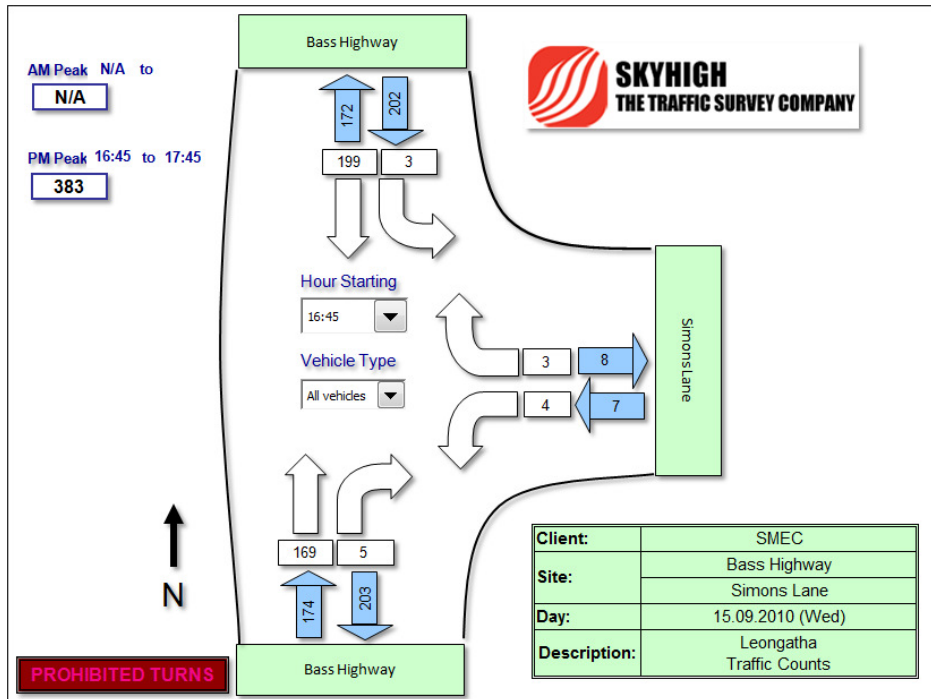 Bass Highway
AM Peak N/A to
N/A
SKYHIGH
THE TRAFFIC SURVEY COMPANY
172
202
PM Peak 16:45 to 17:45
383
199
3
Hour Starting
16:45
Vehicle Type
All vehicles
3
8
4
7
Simons Lane
169
5
174
203
N
Client: SMEC
Site: Bass Highway
Simons Lane
Day: 15.09.2010 (Wed)
Description: Leongatha
Traffic Counts
PROHIBITED TURNS
Bass Highway